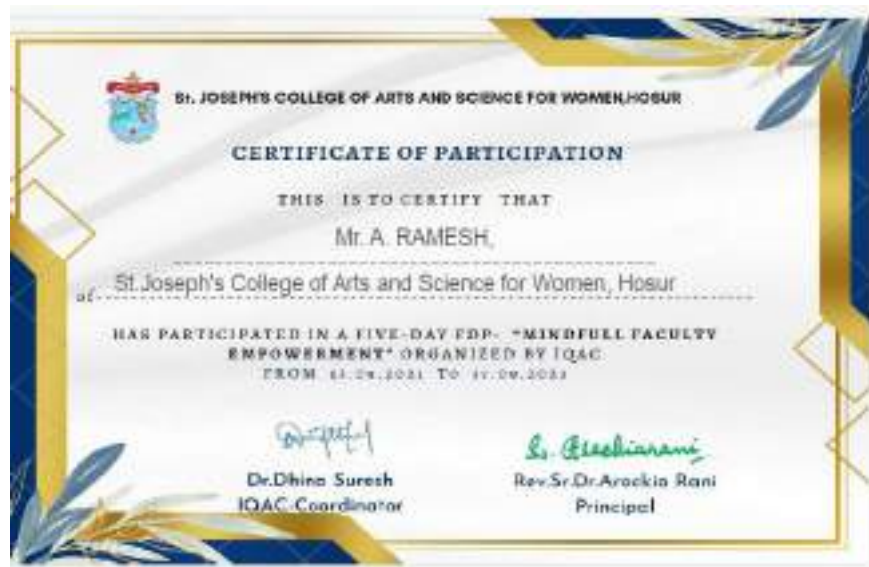 St. JOSEPH'S COLLEGE OF ARTS AND SCIENCE FOR WOMEN,HOSUR
CERTIFICATE OF PARTICIPATION
THIS IS TO CERTIFY THAT
Mr. A. RAMESH,
of St.Joseph's College of Arts and Science for Women, Hosur
HAS PARTICIPATED IN A FIVE-DAY FDP- "MINDFULL FACULTY
EMPOWERMENT" ORGANIZED BY IQAC
FROM TO
Dr.Dhina Suresh
Rev.Sr.Dr.Arockia Rani
IQAC-Coordinator
Principal